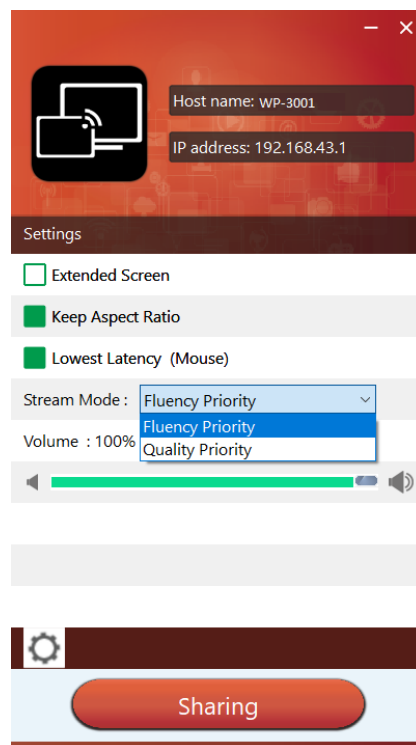 Host name: WP-3001
IP address: 192.168.43.1
Settings
Extended Screen
Keep Aspect Ratio
Lowest Latency (Mouse)
Stream Mode : Fluency Priority
Fluency Priority
Volume : 100%
Quality Priority
Sharing